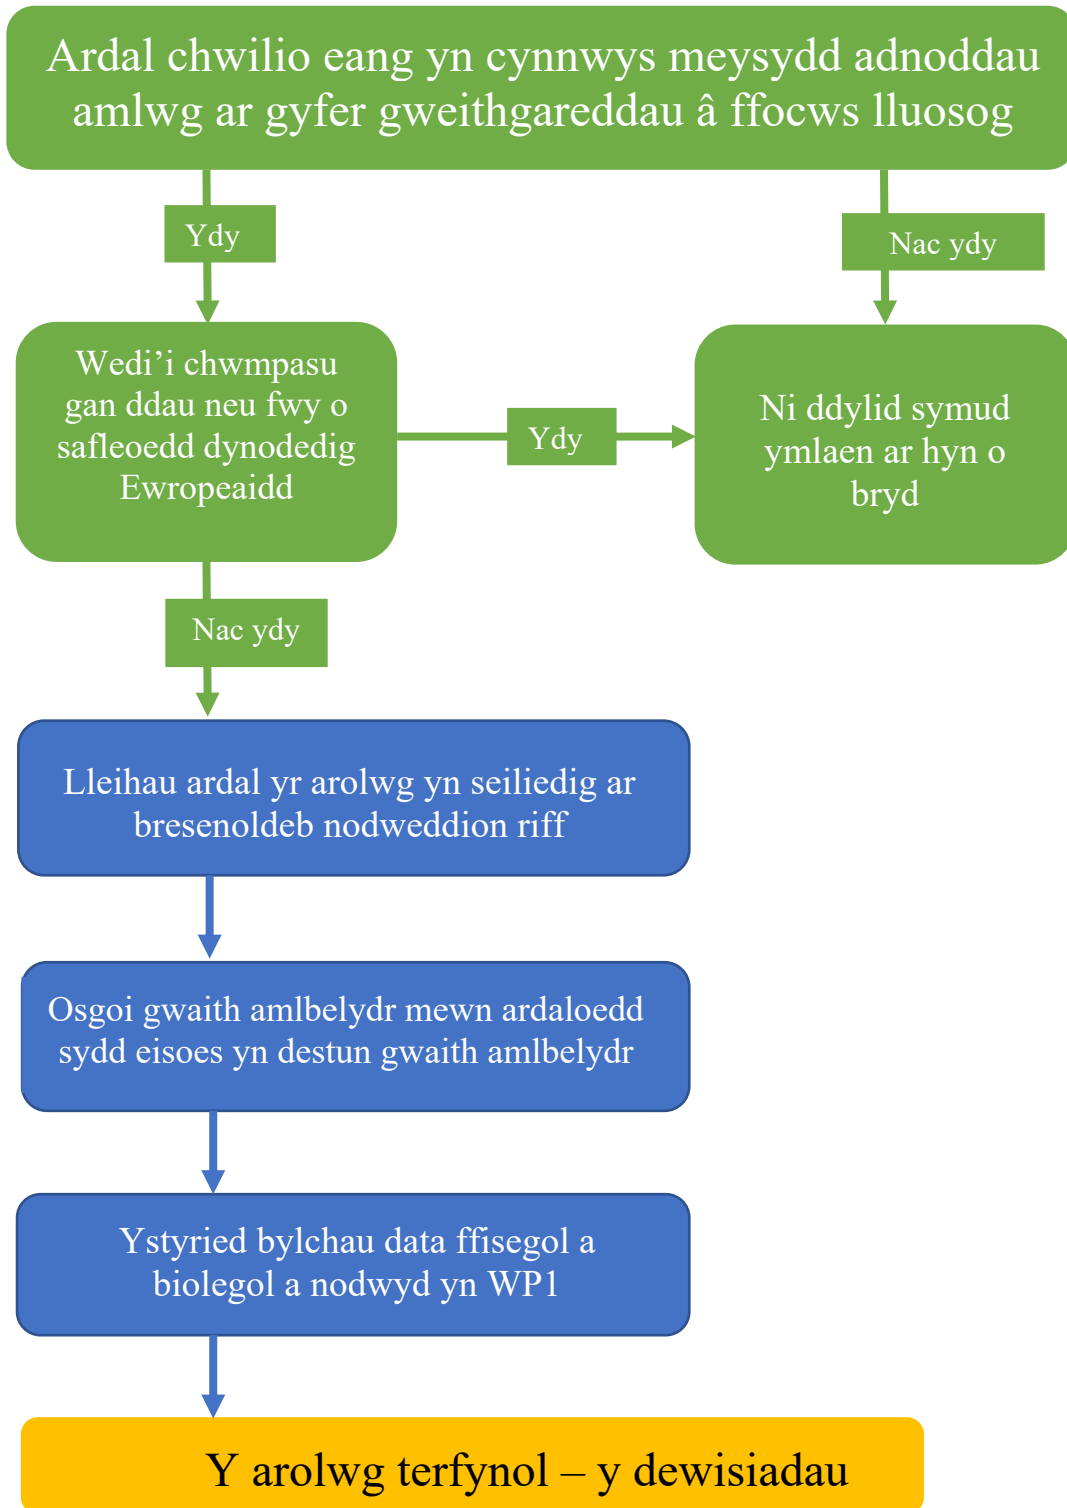 Ardal chwilio eang yn cynnwys meysydd adnoddau
amlwg ar gyfer gweithgareddau â ffocws lluosog
Ydy
Nac ydy
Wedi’i chwmpasu
gan ddau neu fwy o
safleoedd dynodedig
Ewropeaidd
Ydy
Ni ddylid symud
ymlaen ar hyn o
bryd
Nac ydy
Lleihau ardal yr arolwg yn seiliedig ar
bresenoldeb nodweddion riff
Osgoi gwaith amlbelydr mewn ardaloedd
sydd eisoes yn destun gwaith amlbelydr
Ystyried bylchau data ffisegol a
biolegol a nodwyd yn WP1
Y arolwg terfynol – y dewisiadau